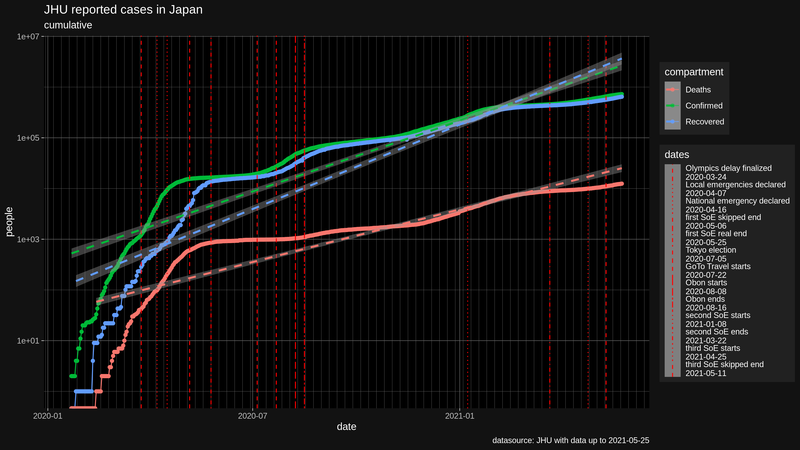 JHU reported cases in Japan
cumulative
1e+07
1e+05
1e+03
1e+01
people
2020-01
2020-07
2021-01
date
datasource: JHU with data up to 2021-05-25
compartment
Deaths
Confirmed
Recovered
dates
Olympics delay finalized
2020-03-24
Local emergencies declared
2020-04-07
National emergency declared
2020-04-16
first SoE skipped end
2020-05-06
first SoE real end
2020-05-25
Tokyo election
2020-07-05
GoTo Travel starts
2020-07-22
Obon starts
2020-08-08
Obon ends
2020-08-16
second SoE starts
2021-01-08
second SoE ends
2021-03-22
third SoE starts
2021-04-25
third SoE skipped end
2021-05-11